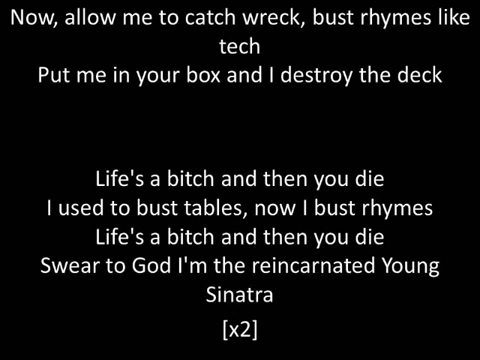 Now, allow me to catch wreck, bust rhymes like
tech
Put me in your box and I destroy the deck
Life's a bitch and then you die
I used to bust tables, now I bust rhymes
Life's a bitch and then you die
Swear to God I'm the reincarnated Young
Sinatra
[x2]